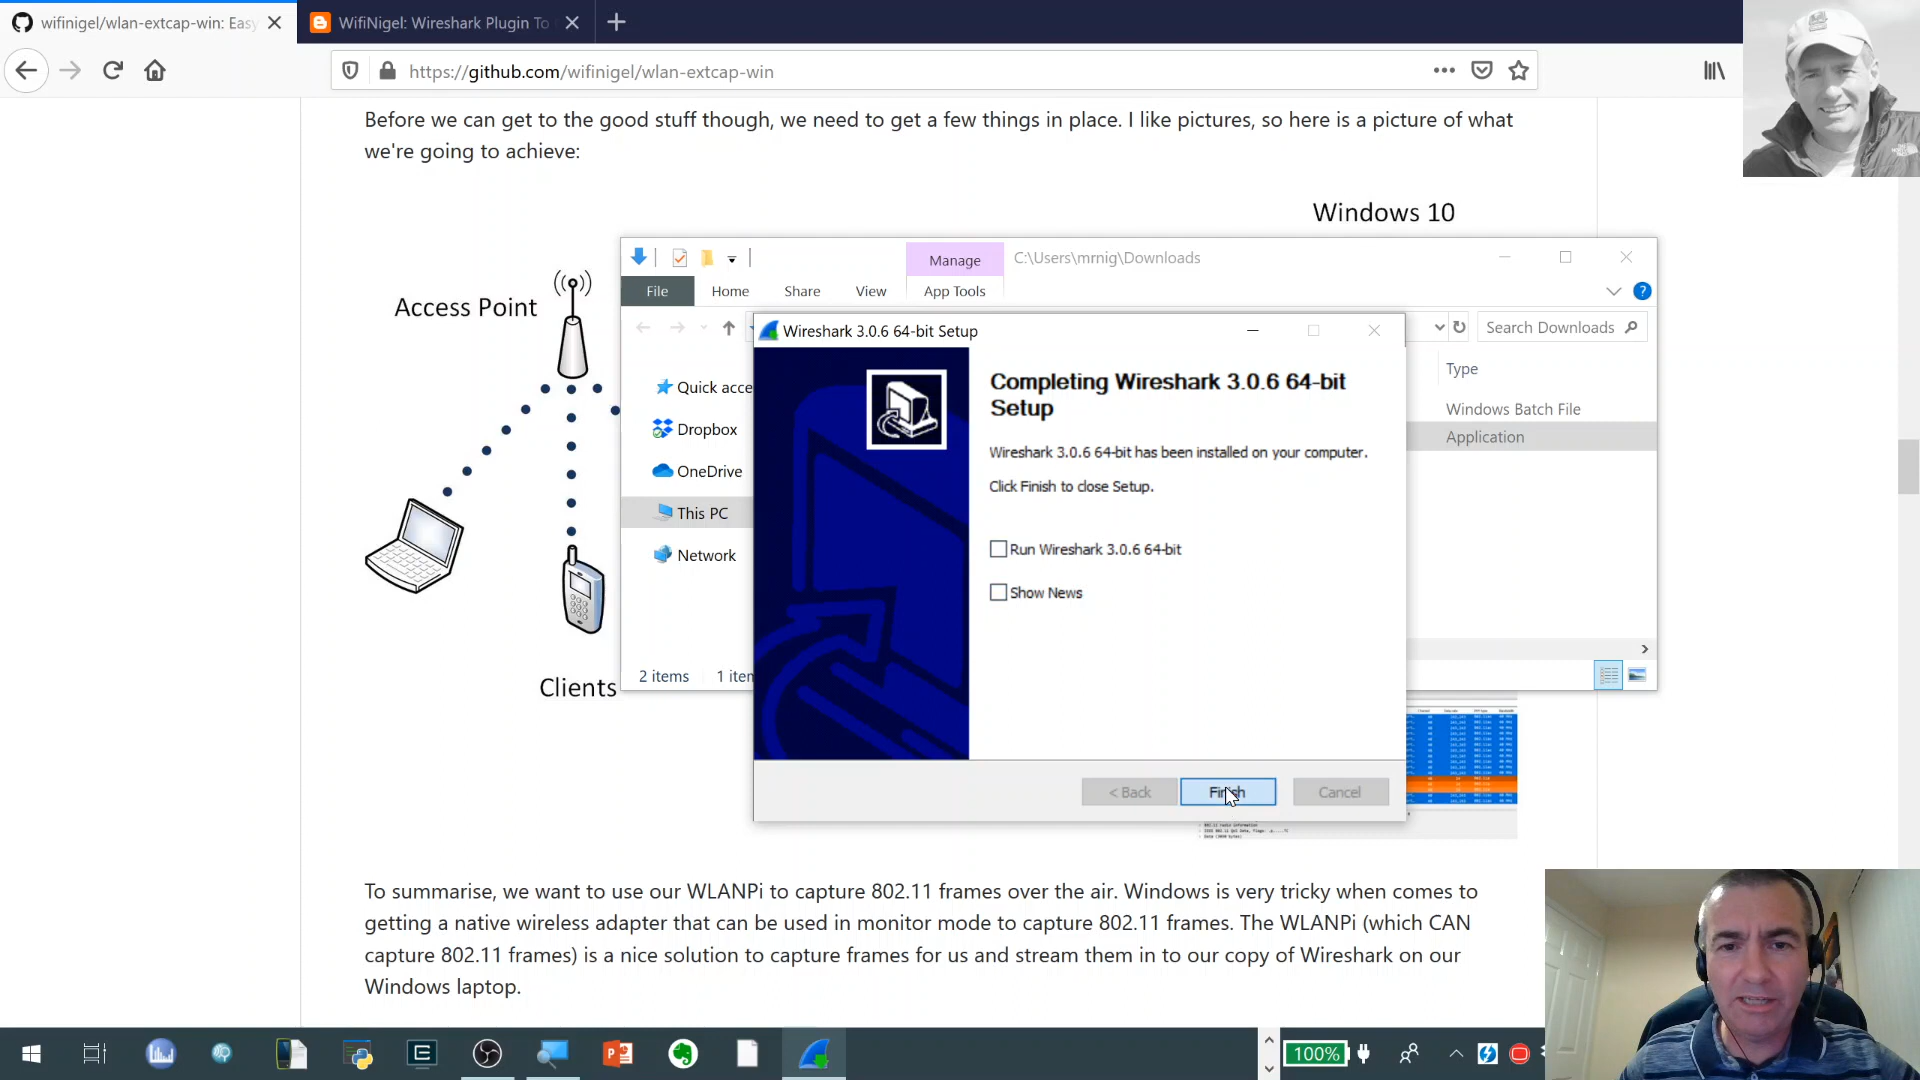 wifinigel/wlan-extcap-win: Easy
WifiNigel: Wireshark Plugin To
https://github.com/wifinigel/wlan-extcap-win
Before we can get to the good stuff though, we need to get a few things in place. I like pictures, so here is a picture of what
we're going to achieve:
Windows 10
Access Point
Manage
C:\Users\mrnig\Downloads
File
Home
Share
View
App Tools
Wireshark 3.0.6 64-bit Setup
Search Downloads
Type
Completing Wireshark 3.0.6 64-bit
Setup
Quick acce
Windows Batch File
Dropbox
Application
Wireshark 3.0.6 64-bit has been installed on your computer.
OneDrive
Click Finish to close Setup.
This PC
Network
Run Wireshark 3.0.6 64-bit
Show News
2 items
1 item
Clients
< Back
Finish
Cancel
To summarise, we want to use our WLANPi to capture 802.11 frames over the air. Windows is very tricky when comes to
getting a native wireless adapter that can be used in monitor mode to capture 802.11 frames. The WLANPi (which CAN
capture 802.11 frames) is a nice solution to capture frames for us and stream them in to our copy of Wireshark on our
Windows laptop.
100%